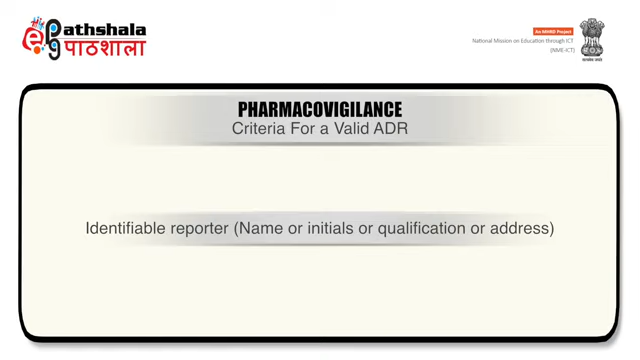 ई
Pathshala
पाठशाला
An MHRD Project
National Mission on Education through ICT
(NME-ICT)
PHARMACOVIGILANCE
Criteria For a Valid ADR
Identifiable reporter (Name or initials or qualification or address)